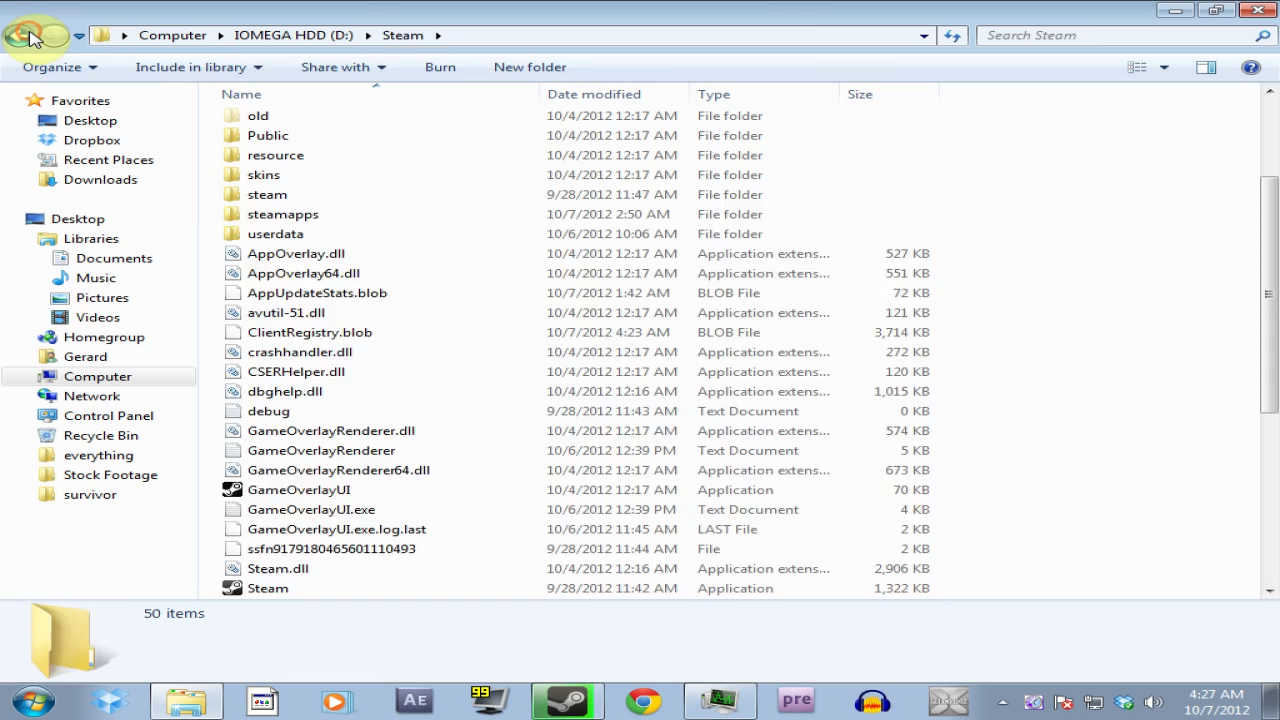 Computer IOMEGA HDD (D:) Steam Search Steam
Organize Include in library Share with Burn New folder
Name Date modified Type Size
Favorites
Desktop
Dropbox
Recent Places
Downloads
Desktop
Libraries
Documents
Music
Pictures
Videos
Homegroup
Gerard
Computer
Network
Control Panel
Recycle Bin
everything
Stock Footage
survivor
old 10/4/2012 12:17 AM File folder
Public 10/4/2012 12:17 AM File folder
resource 10/4/2012 12:17 AM File folder
skins 10/4/2012 12:17 AM File folder
steam 9/28/2012 11:47 AM File folder
steamapps 10/7/2012 2:50 AM File folder
userdata 10/6/2012 10:06 AM File folder
AppOverlay.dll 10/4/2012 12:17 AM Application extens... 527 KB
AppOverlay64.dll 10/4/2012 12:17 AM Application extens... 551 KB
AppUpdateStats.blob 10/7/2012 1:42 AM BLOB File 72 KB
avutil-51.dll 10/4/2012 12:17 AM Application extens... 121 KB
ClientRegistry.blob 10/7/2012 4:23 AM BLOB File 3,714 KB
crashhandler.dll 10/4/2012 12:17 AM Application extens... 272 KB
CSERHelper.dll 10/4/2012 12:17 AM Application extens... 120 KB
dbghelp.dll 10/4/2012 12:16 AM Application extens... 1,015 KB
debug 9/28/2012 11:43 AM Text Document 0 KB
GameOverlayRenderer.dll 10/4/2012 12:17 AM Application extens... 574 KB
GameOverlayRenderer 10/6/2012 12:39 PM Text Document 5 KB
GameOverlayRenderer64.dll 10/4/2012 12:17 AM Application extens... 673 KB
GameOverlayUI 10/4/2012 12:17 AM Application 70 KB
GameOverlayUI.exe 10/6/2012 12:39 PM Text Document 4 KB
GameOverlayUI.exe.log.last 10/6/2012 11:45 AM LAST File 2 KB
ssfn9179180465601110493 9/28/2012 11:44 AM File 2 KB
Steam.dll 10/4/2012 12:16 AM Application extens... 2,906 KB
Steam 9/28/2012 11:42 AM Application 1,322 KB
50 items
Ae 99 pre
4:27 AM
10/7/2012